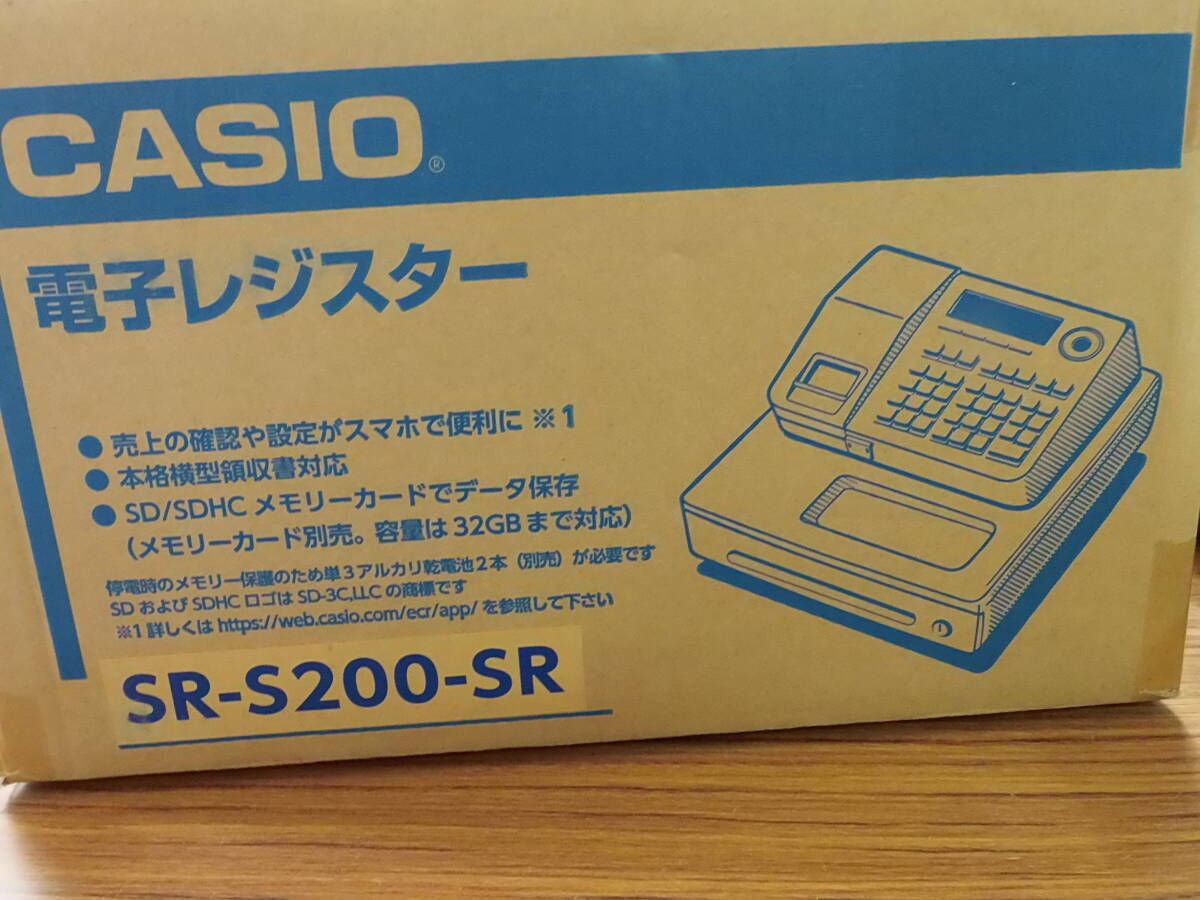 CASIO®
電子レジスター
● 売上の確認や設定がスマホで便利に ※1
● 本格横型領収書対応
● SD/SDHC メモリーカードでデータ保存
（メモリーカード別売。容量は 32GB まで対応）
停電時のメモリー保護のため単3アルカリ乾電池2本（別売）が必要です
SD および SDHC ロゴは SD-3C,LLC の商標です
※1 詳しくは https://web.casio.com/ecr/app/ を参照して下さい
SR-S200-SR